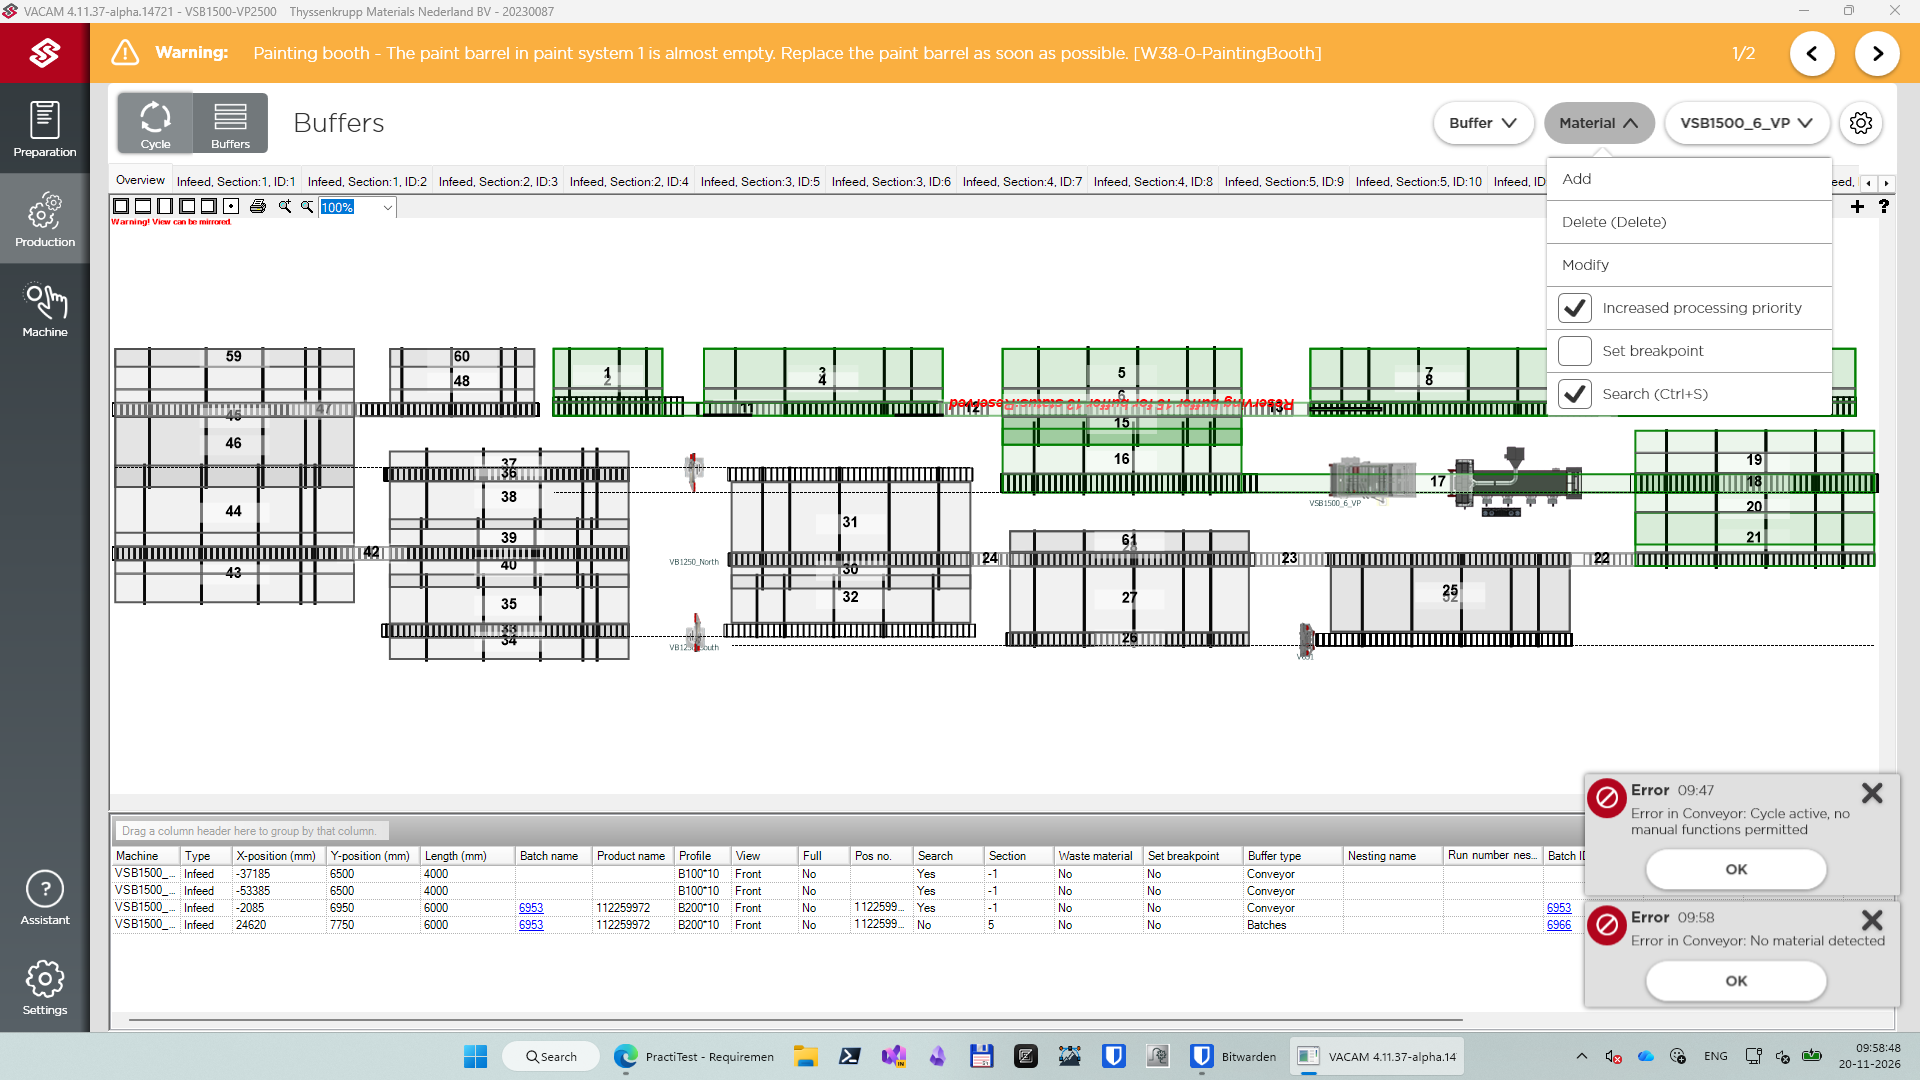 VACAM 4.11.37-alpha.14721 - VSB1500-VP2500 Thyssenkrupp Materials Nederland BV - 20230087
Warning: Painting booth - The paint barrel in paint system 1 is almost empty. Replace the paint barrel as soon as possible. [W38-0-PaintingBooth] 1/2
Preparation
Production
Machine
Assistant
Settings
Cycle Buffers Buffers
Buffer Material VSB1500_6_VP
Overview Infeed, Section:1, ID:1 Infeed, Section:1, ID:2 Infeed, Section:2, ID:3 Infeed, Section:2, ID:4 Infeed, Section:3, ID:5 Infeed, Section:3, ID:6 Infeed, Section:4, ID:7 Infeed, Section:4, ID:8 Infeed, Section:5, ID:9 Infeed, Section:5, ID:10
100%
Warning! View can be mirrored.
Add
Delete (Delete)
Modify
Increased processing priority
Set breakpoint
Search (Ctrl+S)
59 60 1 2 3 4 5 6 7 8
48
45 47 11 12 13
Reserving buffer 15 for 16 buffer 12 status:Reserved
46 15
16
37 36 38 31 17 19 18 20 21
VSB1500_6_VP
44 39 61
42 40 24 23 22
VB1250_North
43 30 32 27 25
35 33 34 26
VB1250_South
Drag a column header here to group by that column.
Machine Type X-position (mm) Y-position (mm) Length (mm) Batch name Product name Profile View Full Pos no. Search Section Waste material Set breakpoint Buffer type Nesting name Run number nes... Batch ID
VSB1500_... Infeed -37185 6500 4000 B100*10 Front No Yes -1 No No Conveyor
VSB1500_... Infeed -53385 6500 4000 B100*10 Front No Yes -1 No No Conveyor
VSB1500_... Infeed -2085 6950 6000 6953 112259972 B200*10 Front No 1122599... Yes -1 No No Conveyor 6953
VSB1500_... Infeed 24620 7750 6000 6953 112259972 B200*10 Front No 1122599... No 5 No No Batches 6966
Error 09:47
Error in Conveyor: Cycle active, no
manual functions permitted
OK
Error 09:58
Error in Conveyor: No material detected
OK
Search PractiTest - Requiremen Bitwarden VACAM 4.11.37-alpha.14 ENG 09:58:48
20-11-2026